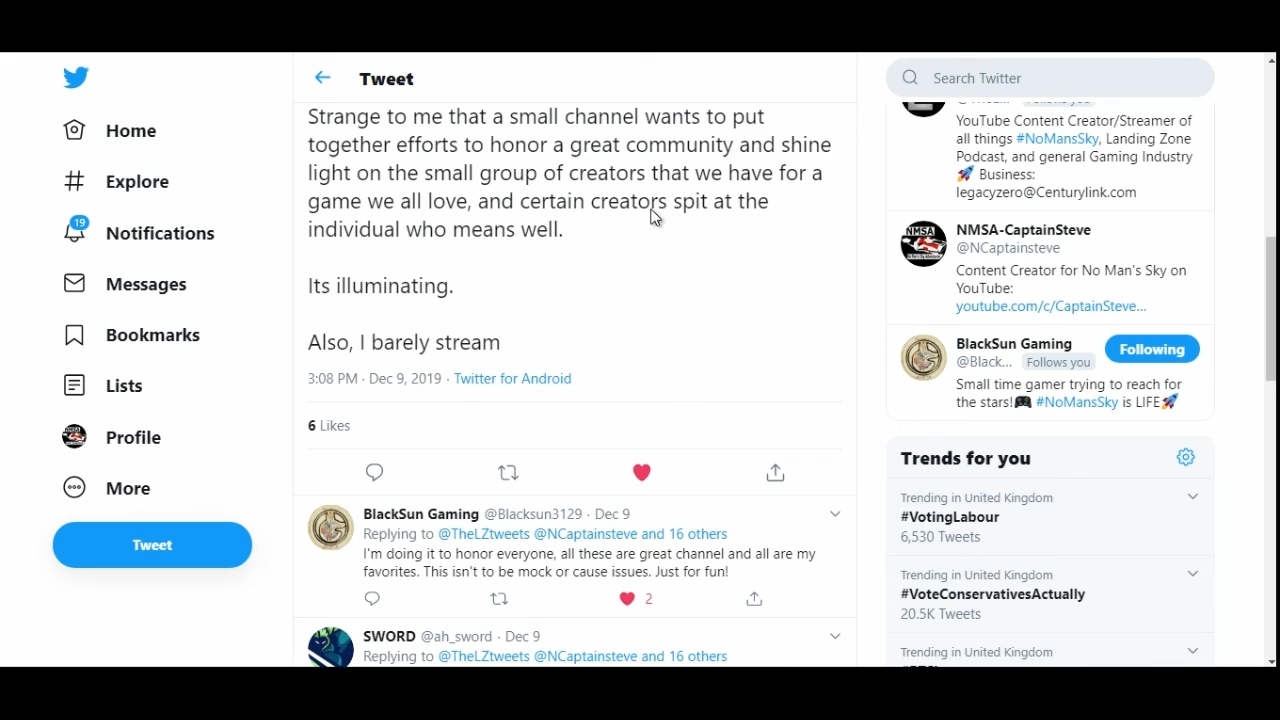 Home
Explore
19
Notifications
Messages
Bookmarks
Lists
Profile
More
Tweet
Tweet
Strange to me that a small channel wants to put
together efforts to honor a great community and shine
light on the small group of creators that we have for a
game we all love, and certain creators spit at the
individual who means well.
Its illuminating.
Also, I barely stream
3:08 PM · Dec 9, 2019 · Twitter for Android
6 Likes
BlackSun Gaming @Blacksun3129 · Dec 9
Replying to @TheLZtweets @NCaptainsteve and 16 others
I'm doing it to honor everyone, all these are great channel and all are my
favorites. This isn't to be mock or cause issues. Just for fun!
2
SWORD @ah_sword · Dec 9
Replying to @TheLZtweets @NCaptainsteve and 16 others
Search Twitter
Follows you
YouTube Content Creator/Streamer of
all things #NoMansSky, Landing Zone
Podcast, and general Gaming Industry
Business:
legacyzero@Centurylink.com
NMSA
NMSA-CaptainSteve
@NCaptainsteve
Content Creator for No Man's Sky on
YouTube:
youtube.com/c/CaptainSteve...
BlackSun Gaming
@Black... Follows you
Following
Small time gamer trying to reach for
the stars! #NoMansSky is LIFE
Trends for you
Trending in United Kingdom
#VotingLabour
6,530 Tweets
Trending in United Kingdom
#VoteConservativesActually
20.5K Tweets
Trending in United Kingdom